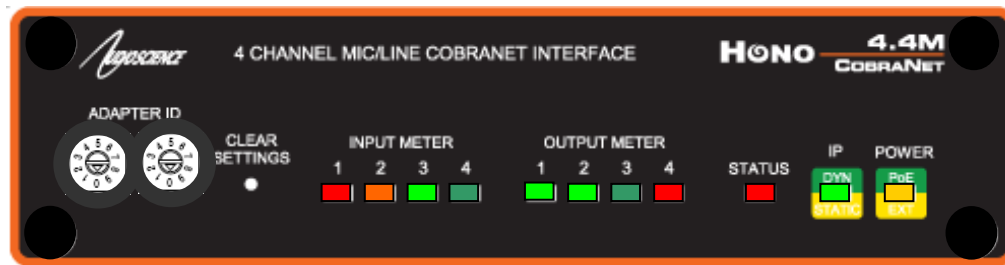 AUDIOSCIENCE
4 CHANNEL MIC/LINE COBRANET INTERFACE
HONO
4.4M
COBRANET
ADAPTER ID
CLEAR
SETTINGS
INPUT METER
1 2 3 4
OUTPUT METER
1 2 3 4
STATUS
IP
DYN
STATIC
POWER
PoE
EXT